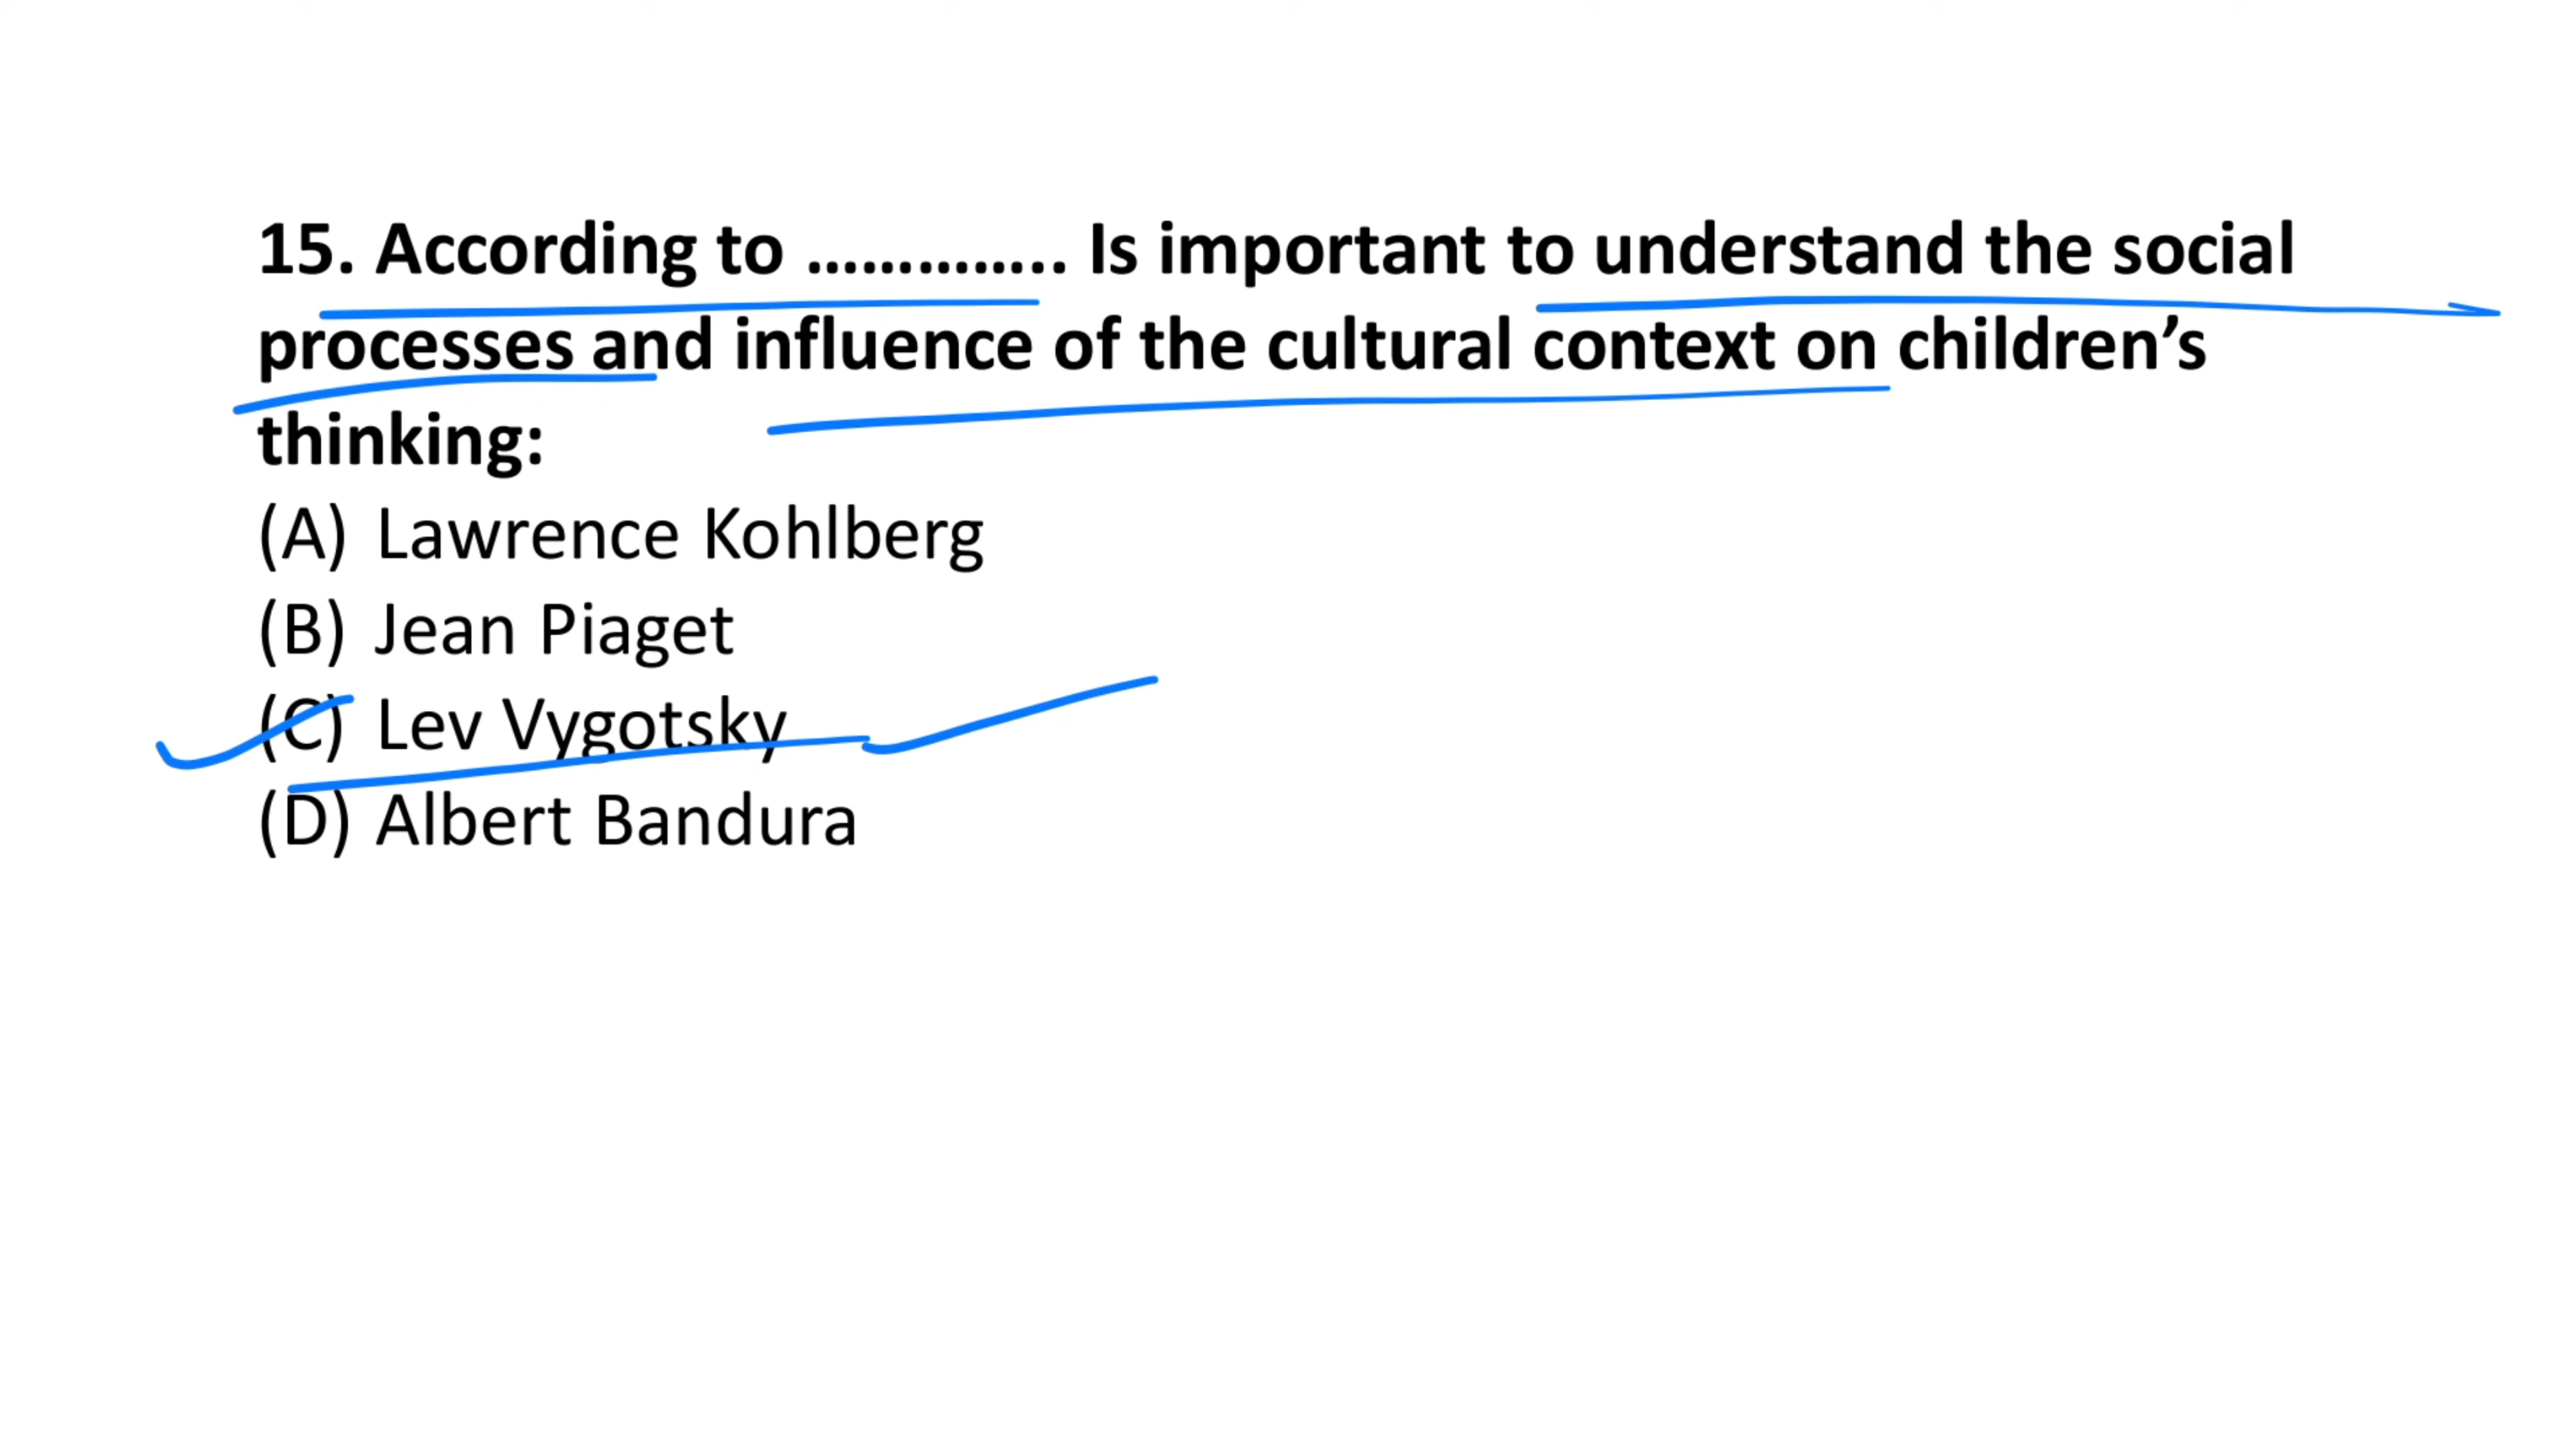 15. According to ………….. Is important to understand the social
processes and influence of the cultural context on children’s
thinking:
(A) Lawrence Kohlberg
(B) Jean Piaget
(C) Lev Vygotsky
(D) Albert Bandura